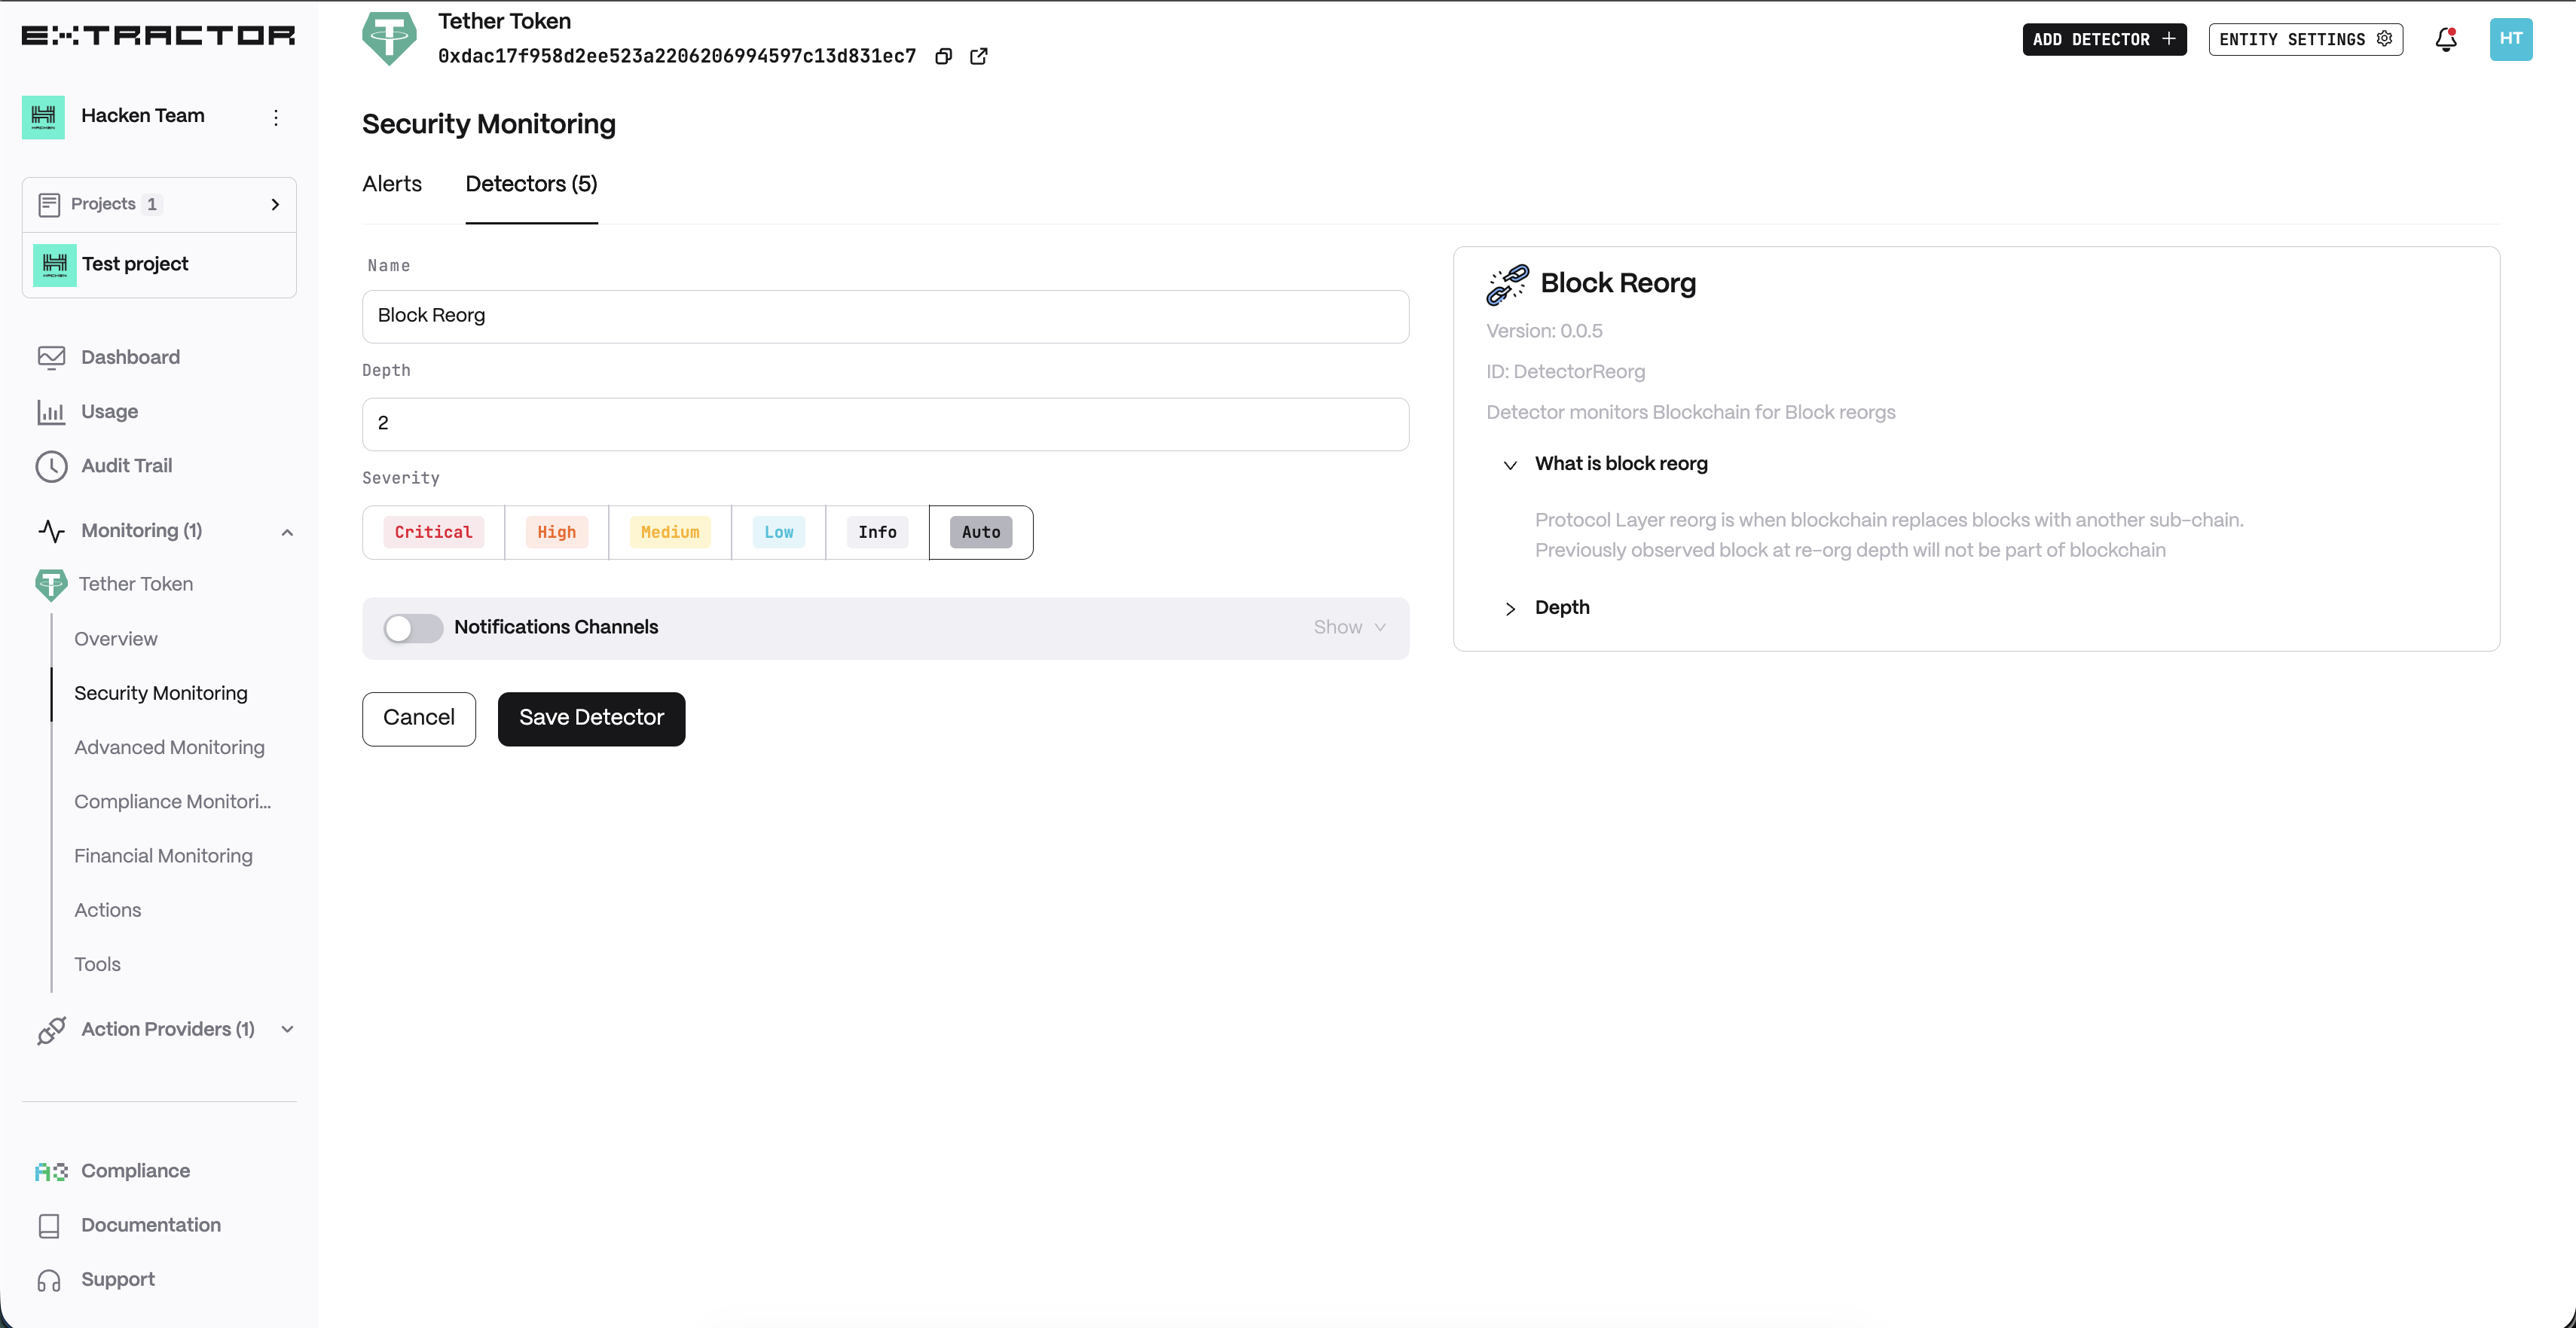 EXTRACTOR
Hacken Team
HACKEN
Projects 1
Test project
HACKEN
Dashboard
Usage
Audit Trail
Monitoring (1)
Tether Token
Overview
Security Monitoring
Advanced Monitoring
Compliance Monitori...
Financial Monitoring
Actions
Tools
Action Providers (1)
Compliance
Documentation
Support
Tether Token
0xdac17f958d2ee523a2206206994597c13d831ec7
ADD DETECTOR
ENTITY SETTINGS
HT
Security Monitoring
Alerts
Detectors (5)
Name
Block Reorg
Depth
2
Severity
Critical High Medium Low Info Auto
Notifications Channels
Show
Cancel
Save Detector
Block Reorg
Version: 0.0.5
ID: DetectorReorg
Detector monitors Blockchain for Block reorgs
What is block reorg
Protocol Layer reorg is when blockchain replaces blocks with another sub-chain.
Previously observed block at re-org depth will not be part of blockchain
Depth